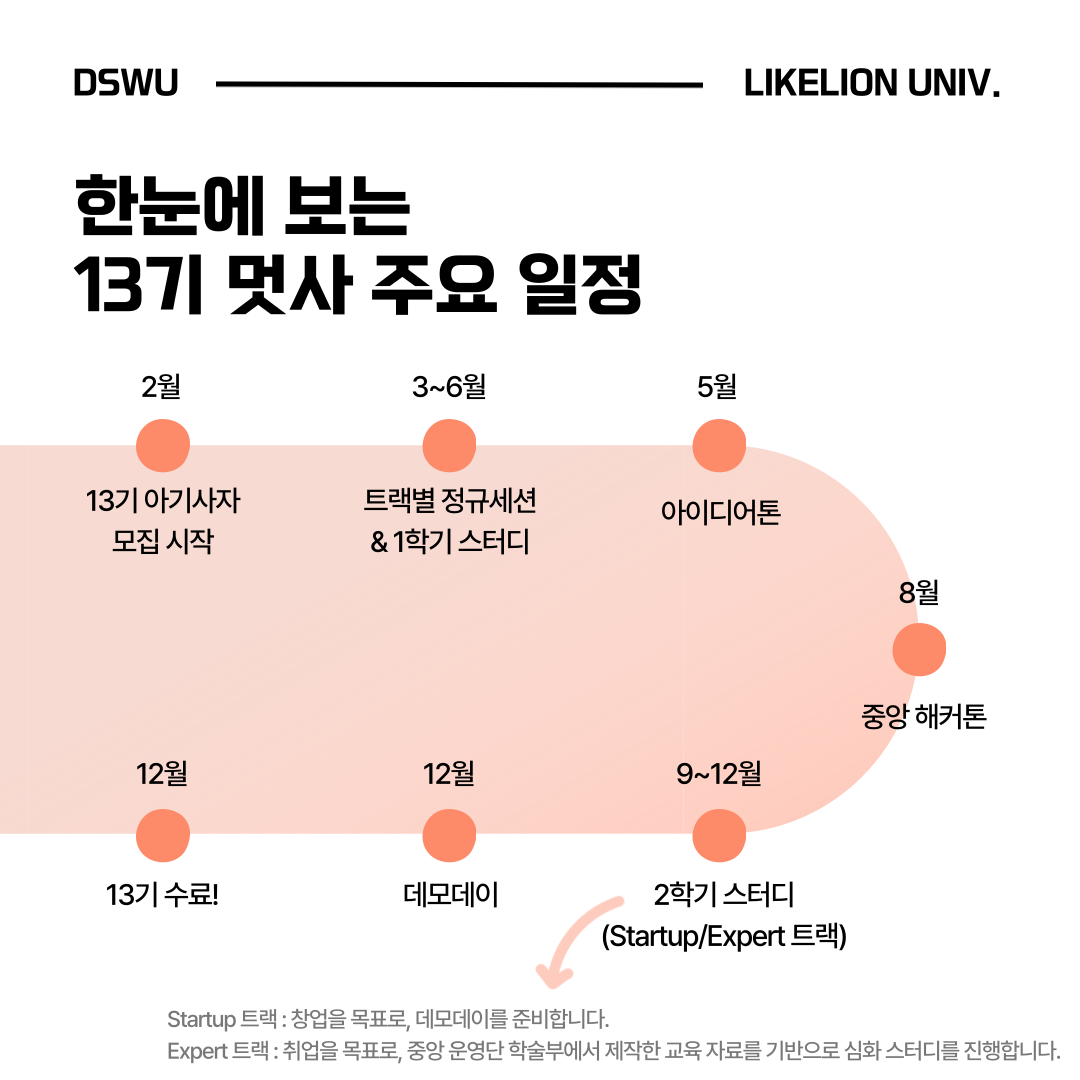 DSWU
LIKELION UNIV.
한눈에 보는
13기 멋사 주요 일정
2월
13기 아기사자
모집 시작
3~6월
트랙별 정규세션
& 1학기 스터디
5월
아이디어톤
8월
중앙 해커톤
9~12월
2학기 스터디
(Startup/Expert 트랙)
12월
데모데이
12월
13기 수료!
Startup 트랙 : 창업을 목표로, 데모데이를 준비합니다.
Expert 트랙 : 취업을 목표로, 중앙 운영단 학술부에서 제작한 교육 자료를 기반으로 심화 스터디를 진행합니다.